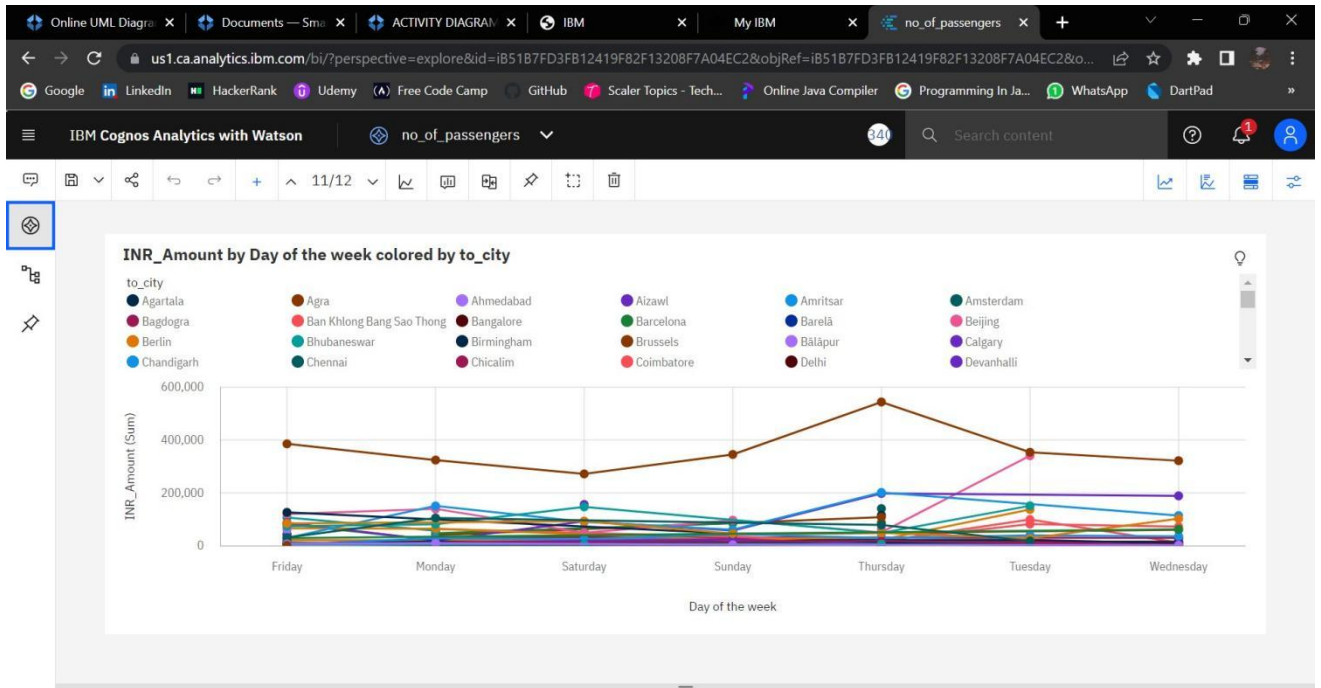 Online UML Diagra Documents — Sma ACTIVITY DIAGRAM IBM My IBM no_of_passengers
us1.ca.analytics.ibm.com/bi/?perspective=explore&id=iB51B7FD3FB12419F82F13208F7A04EC2&objRef=iB51B7FD3FB12419F82F13208F7A04EC2&o...
Google LinkedIn HackerRank Udemy Free Code Camp GitHub Scaler Topics - Tech... Online Java Compiler Programming In Ja... WhatsApp DartPad »
IBM Cognos Analytics with Watson no_of_passengers 340 Search content 1
11/12
INR_Amount by Day of the week colored by to_city
to_city
Agartala Agra Ahmedabad Aizawl Amritsar Amsterdam
Bagdogra Ban Khlong Bang Sao Thong Bangalore Barcelona Barelā Beijing
Berlin Bhubaneswar Birmingham Brussels Bālāpur Calgary
Chandigarh Chennai Chicalim Coimbatore Delhi Devanhalli
600,000
400,000
200,000
0
INR_Amount (Sum)
Friday Monday Saturday Sunday Thursday Tuesday Wednesday
Day of the week